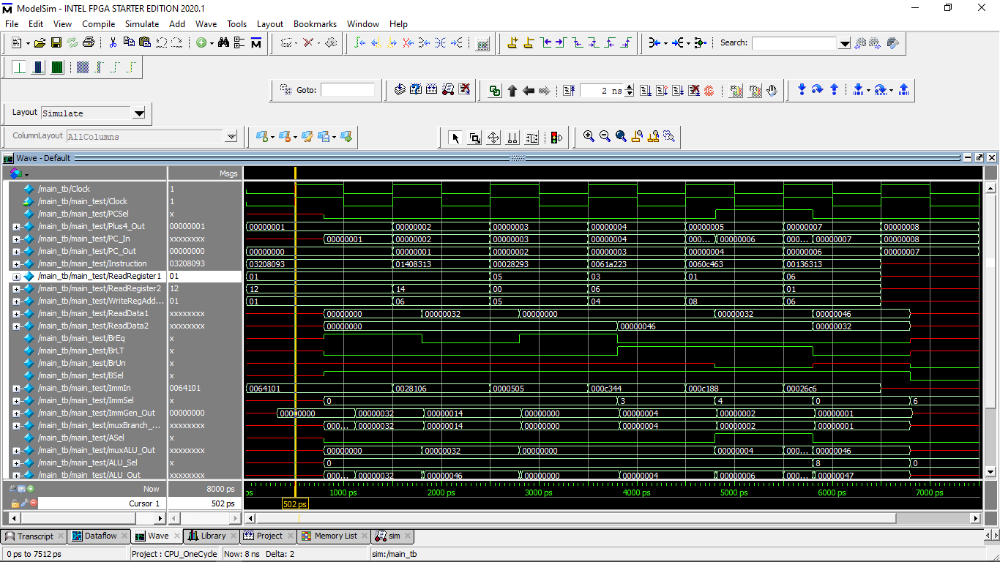 ModelSim - INTEL FPGA STARTER EDITION 2020.1
File Edit View Compile Simulate Add Wave Tools Layout Bookmarks Window Help
Search:
Goto:
2 ns
Layout Simulate
ColumnLayout AllColumns
Wave - Default
Msgs
/main_tb/Clock 1
/main_tb/main_test/Clock 1
/main_tb/main_test/PCSel x
/main_tb/main_test/Plus4_Out 00000001 00000001 00000002 00000003 00000004 00000005 00000007 00000008
/main_tb/main_test/PC_In xxxxxxxx 00000001 00000002 00000003 00000004 000... 00000006 000... 00000007 00000008
/main_tb/main_test/PC_Out 00000000 00000000 00000001 00000002 00000003 00000004 00000006 00000007
/main_tb/main_test/Instruction 03208093 03208093 01408313 00028293 0061a223 0060c463 00136313
/main_tb/main_test/ReadRegister1 01 01 05 03 01 06
/main_tb/main_test/ReadRegister2 12 12 14 00 06 01
/main_tb/main_test/WriteRegAdd... 01 01 06 05 04 08 06
/main_tb/main_test/ReadData1 xxxxxxxx 00000000 00000032 00000000 00000032 00000046
/main_tb/main_test/ReadData2 xxxxxxxx 00000000 00000046 00000032
/main_tb/main_test/BrEq x
/main_tb/main_test/BrLT x
/main_tb/main_test/BrUn x
/main_tb/main_test/BSel x
/main_tb/main_test/ImmIn 0064101 0064101 0028106 0000505 000c344 000c188 00026c6
/main_tb/main_test/ImmSel x 0 3 4 0 6
/main_tb/main_test/ImmGen_Out 00000000 00000000 00000032 00000014 00000000 00000004 00000002 00000001
/main_tb/main_test/muxBranch_... xxxxxxxx 000... 00000032 00000014 00000000 00000004 00000002 00000001
/main_tb/main_test/ASel x
/main_tb/main_test/muxALU_Out xxxxxxxx 00000000 00000032 00000000 00000004 000... 00000046
/main_tb/main_test/ALU_Sel x 0 8 0
/main_tb/main_test/ALU_Out xxxxxxxx 000... 00000032 00000046 00000000 00000004 00000006 000... 00000047
Now 8000 ps ps 1000 ps 2000 ps 3000 ps 4000 ps 5000 ps 6000 ps 7000 ps
Cursor 1 502 ps 502 ps
Transcript Dataflow Wave Library Project Memory List sim
0 ps to 7512 ps Project : CPU_OneCycle Now: 8 ns Delta: 2 sim:/main_tb